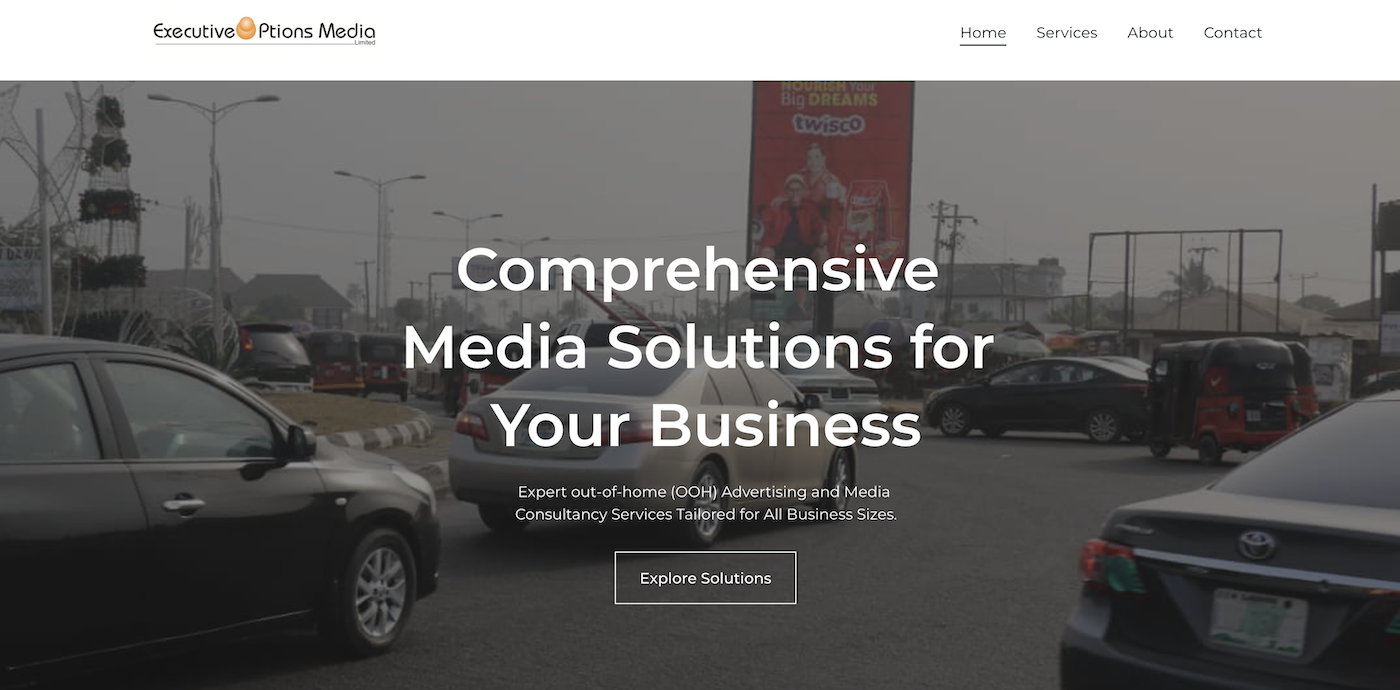 Executive Options Media
Limited
Home
Services
About
Contact
NOURISH Your
Big DREAMS
twisco
Comprehensive
Media Solutions for
Your Business
Expert out-of-home (OOH) Advertising and Media
Consultancy Services Tailored for All Business Sizes.
Explore Solutions